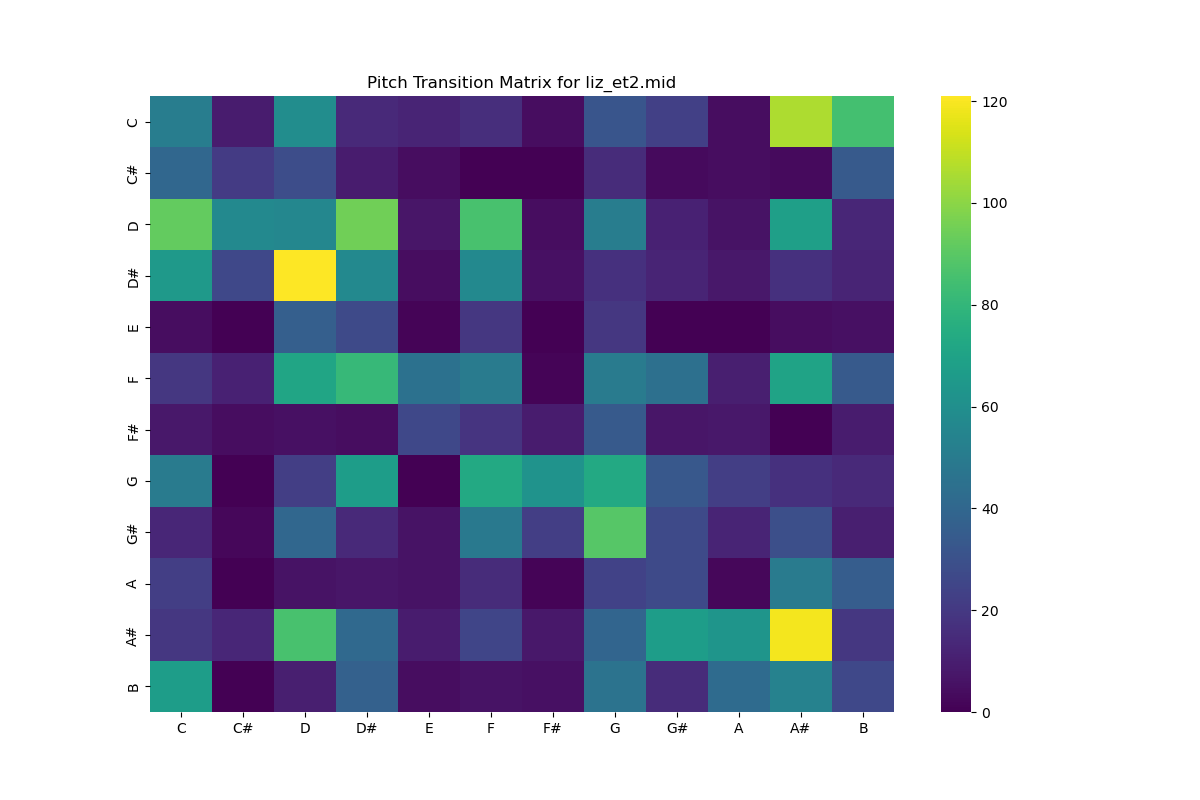 Pitch Transition Matrix for liz_et2.mid
C
C#
D
D#
E
F
F#
G
G#
A
A#
B
C C# D D# E F F# G G# A A# B
120
100
80
60
40
20
0